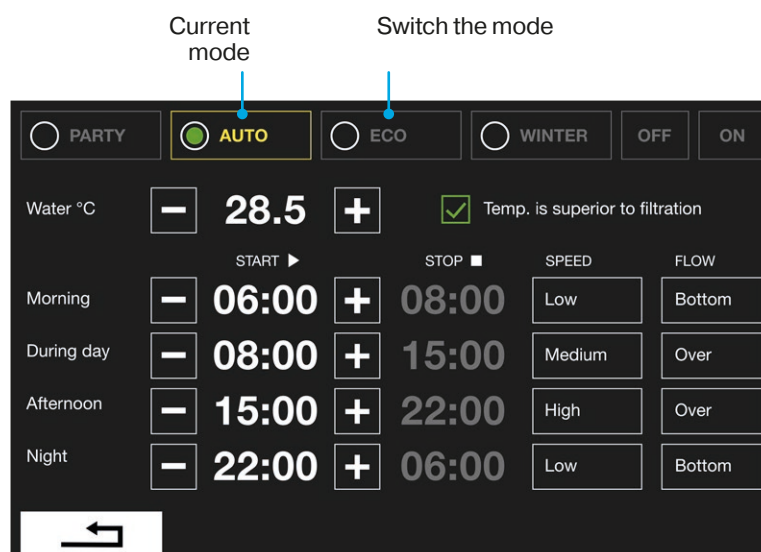 Current mode
Switch the mode
PARTY AUTO ECO WINTER OFF ON
Water °C 28.5 Temp. is superior to filtration
START STOP SPEED FLOW
Morning 06:00 08:00 Low Bottom
During day 08:00 15:00 Medium Over
Afternoon 15:00 22:00 High Over
Night 22:00 06:00 Low Bottom